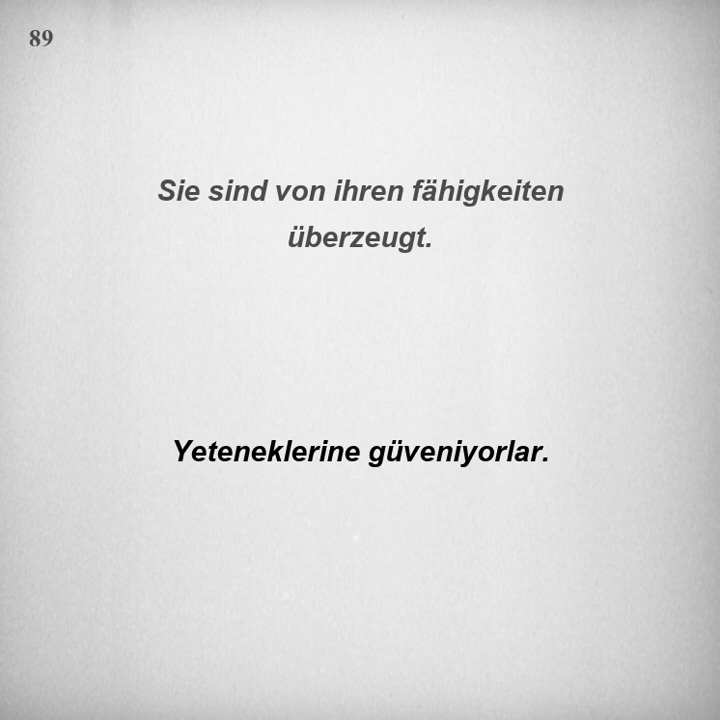 89
Sie sind von ihren fähigkeiten
überzeugt.
Yeteneklerine güveniyorlar.